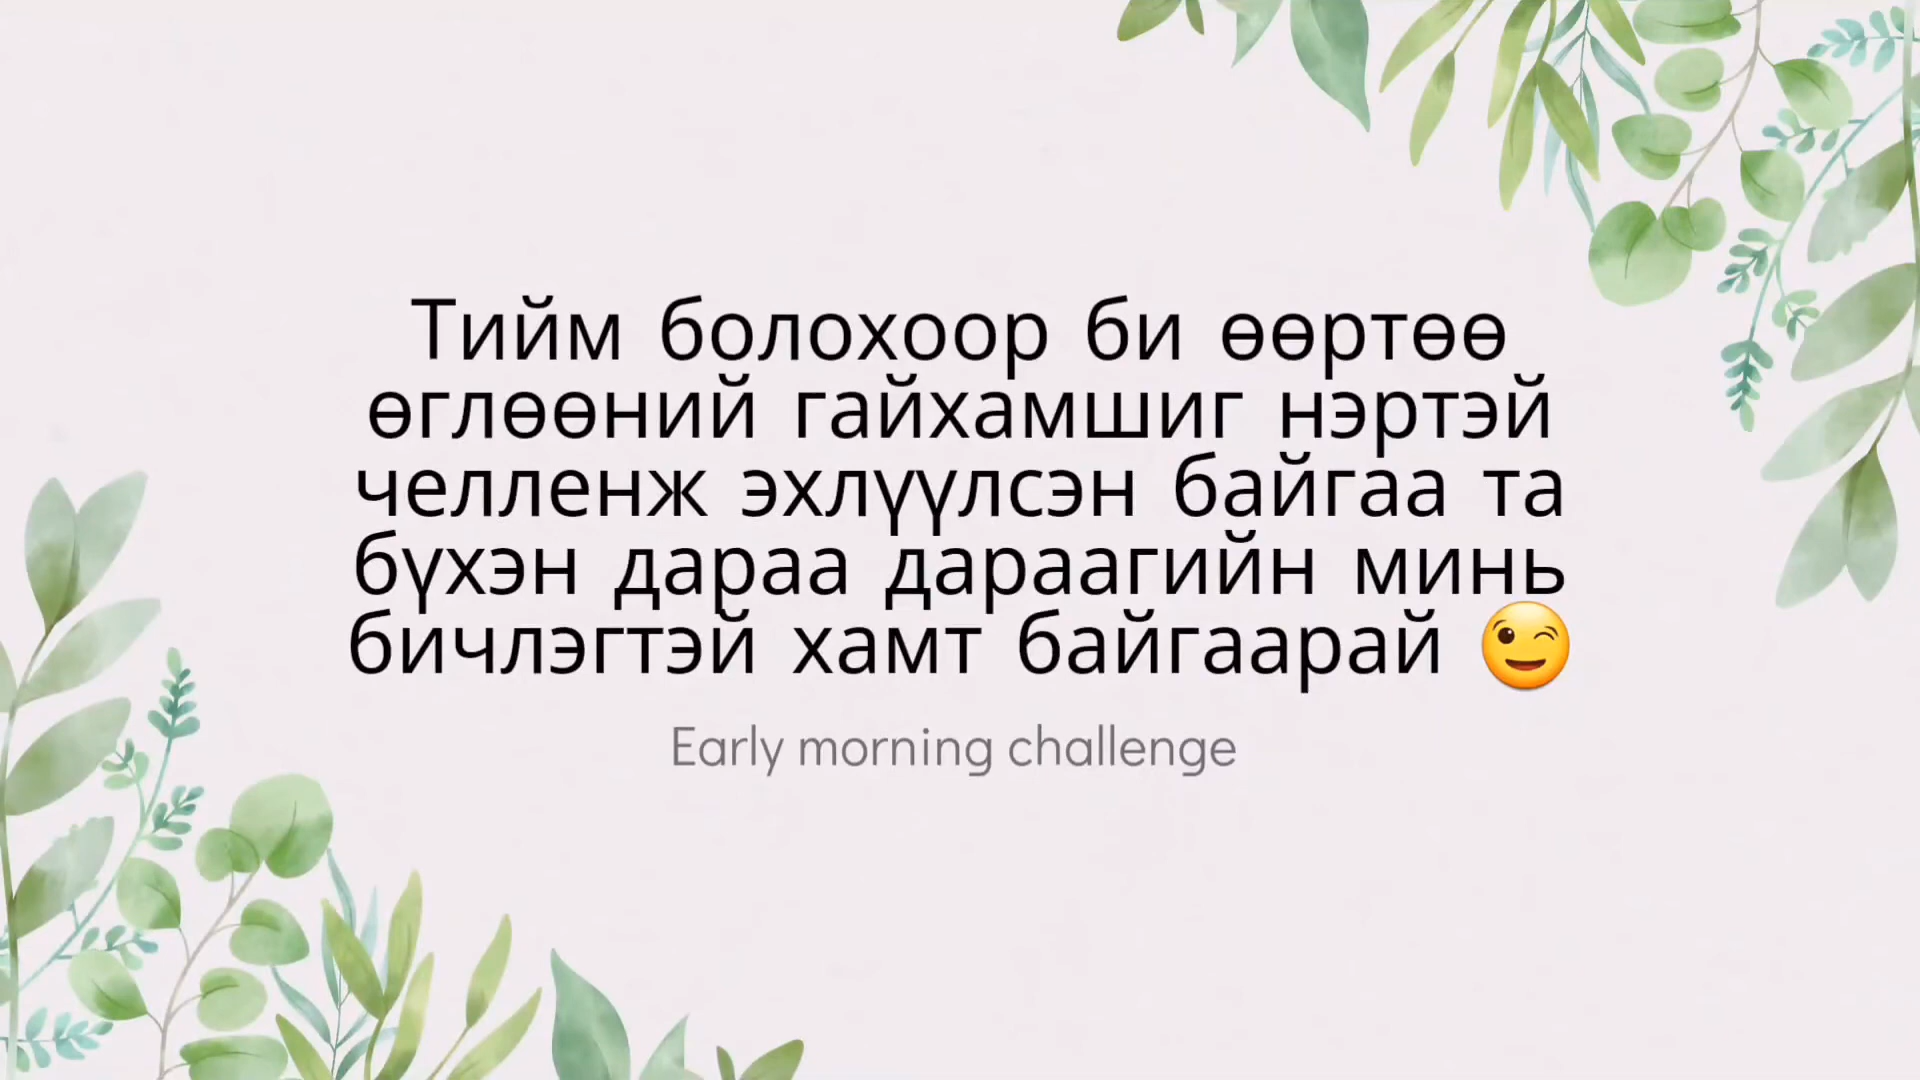 Тийм болохоор би өөртөө
өглөөний гайхамшиг нэртэй
челленж эхлүүлсэн байгаа та
бүхэн дараа дараагийн минь
бичлэгтэй хамт байгаарай 😉
Early morning challenge